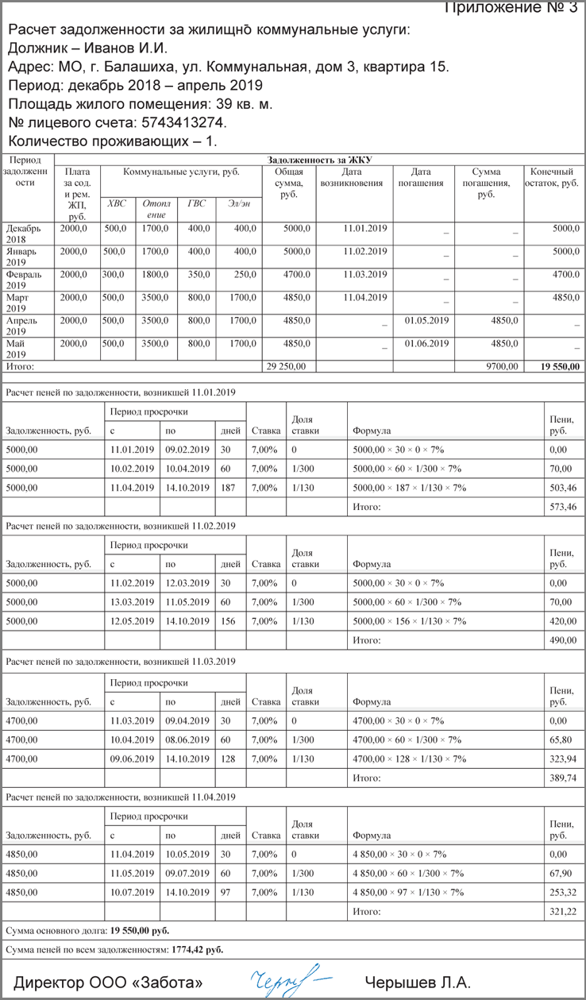 Приложение № 3
Расчет задолженности за жилищно коммунальные услуги:
Должник – Иванов И.И.
Адрес: МО, г. Балашиха, ул. Коммунальная, дом 3, квартира 15.
Период: декабрь 2018 – апрель 2019
Площадь жилого помещения: 39 кв. м.
№ лицевого счета: 5743413274.
Количество проживающих – 1.
Период задолженн ости Задолженность за ЖКУ
Плата за сод. и рем. ЖП, руб. Коммунальные услуги, руб. Общая сумма, руб. Дата возникновения Дата погашения Сумма погашения, руб. Конечный остаток, руб.
ХВС Отопл ение ГВС Эл/эн
Декабрь 2018 2000,0 500,0 1700,0 400,0 400,0 5000,0 11.01.2019 – – 5000,0
Январь 2019 2000,0 500,0 1700,0 400,0 400,0 5000,0 11.02.2019 – – 5000,0
Февраль 2019 2000,0 300,0 1800,0 350,0 250,0 4700.0 11.03.2019 – – 4700.0
Март 2019 2000,0 500,0 3500,0 800,0 1700,0 4850,0 11.04.2019 – – 4850,0
Апрель 2019 2000,0 500,0 3500,0 800,0 1700,0 4850,0 – 01.05.2019 4850,0 –
Май 2019 2000,0 500,0 3500,0 800,0 1700,0 4850,0 – 01.06.2019 4850,0 –
Итого: 29 250,00 9700,00 19 550,00
Расчет пеней по задолженности, возникшей 11.01.2019
Задолженность, руб. Период просрочки Ставка Доля ставки Формула Пени, руб.
с по дней
5000,00 11.01.2019 09.02.2019 30 7,00% 0 5000,00 × 30 × 0 × 7% 0,00
5000,00 10.02.2019 10.04.2019 60 7,00% 1/300 5000,00 × 60 × 1/300 × 7% 70,00
5000,00 11.04.2019 14.10.2019 187 7,00% 1/130 5000,00 × 187 × 1/130 × 7% 503,46
Итого: 573,46
Расчет пеней по задолженности, возникшей 11.02.2019
Задолженность, руб. Период просрочки Ставка Доля ставки Формула Пени, руб.
с по дней
5000,00 11.02.2019 12.03.2019 30 7,00% 0 5000,00 × 30 × 0 × 7% 0,00
5000,00 13.03.2019 11.05.2019 60 7,00% 1/300 5000,00 × 60 × 1/300 × 7% 70,00
5000,00 12.05.2019 14.10.2019 156 7,00% 1/130 5000,00 × 156 × 1/130 × 7% 420,00
Итого: 490,00
Расчет пеней по задолженности, возникшей 11.03.2019
Задолженность, руб. Период просрочки Ставка Доля ставки Формула Пени, руб.
с по дней
4700,00 11.03.2019 09.04.2019 30 7,00% 0 4700,00 × 30 × 0 × 7% 0,00
4700,00 10.04.2019 08.06.2019 60 7,00% 1/300 4700,00 × 60 × 1/300 × 7% 65,80
4700,00 09.06.2019 14.10.2019 128 7,00% 1/130 4700,00 × 128 × 1/130 × 7% 323,94
Итого: 389,74
Расчет пеней по задолженности, возникшей 11.04.2019
Задолженность, руб. Период просрочки Ставка Доля ставки Формула Пени, руб.
с по дней
4850,00 11.04.2019 10.05.2019 30 7,00% 0 4 850,00 × 30 × 0 × 7% 0,00
4850,00 11.05.2019 09.07.2019 60 7,00% 1/300 4 850,00 × 60 × 1/300 × 7% 67,90
4850,00 10.07.2019 14.10.2019 97 7,00% 1/130 4 850,00 × 97 × 1/130 × 7% 253,32
Итого: 321,22
Сумма основного долга: 19 550,00 руб.
Сумма пеней по всем задолженностям: 1774,42 руб.
Директор ООО «Забота» Черышев Л.А.